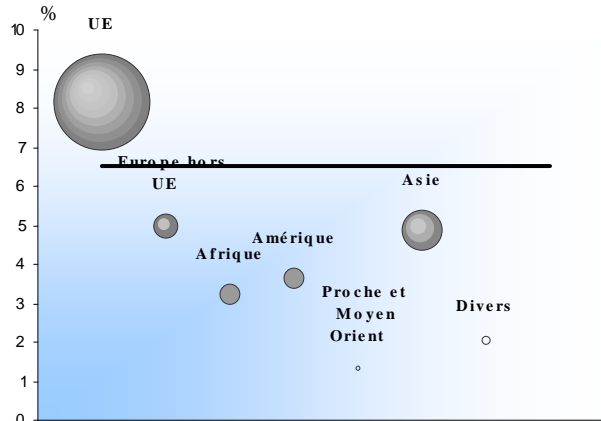 %
UE
10
9
8
7
Europe hors
UE
6
Asie
5
Amérique
Afrique
4
3
Proche et
Moyen
Orient
Divers
2
1
0